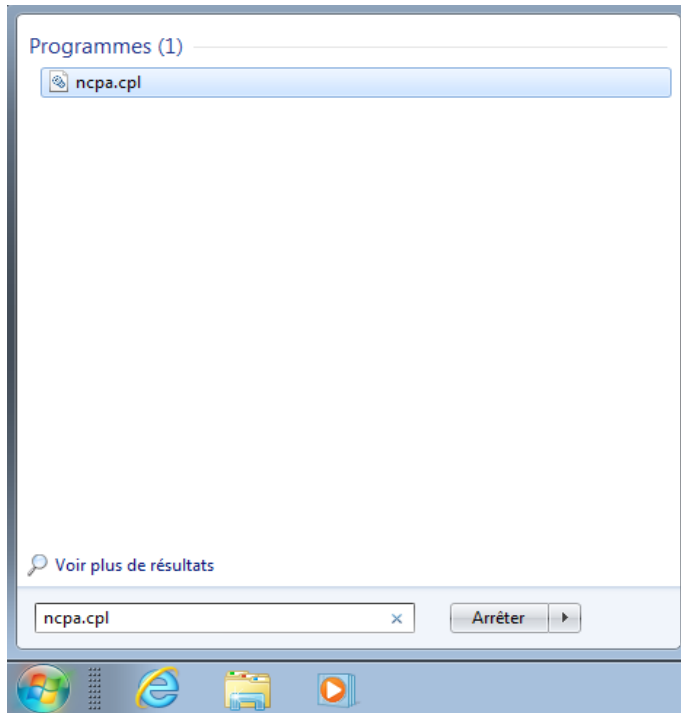 Programmes (1)
ncpa.cpl
Voir plus de résultats
ncpa.cpl
Arrêter